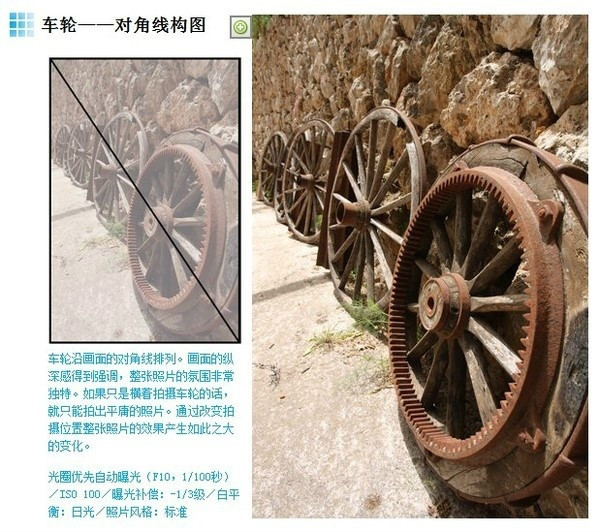 车轮——对角线构图
车轮沿画面的对角线排列。画面的纵
深感得到强调，整张照片的氛围非常
独特。如果只是横着拍摄车轮的话，
就只能拍出平庸的照片。通过改变拍
摄位置整张照片的效果产生如此之大
的变化。
光圈优先自动曝光（F10，1/100秒）
／ISO 100／曝光补偿：-1/3级／白平
衡：日光／照片风格：标准